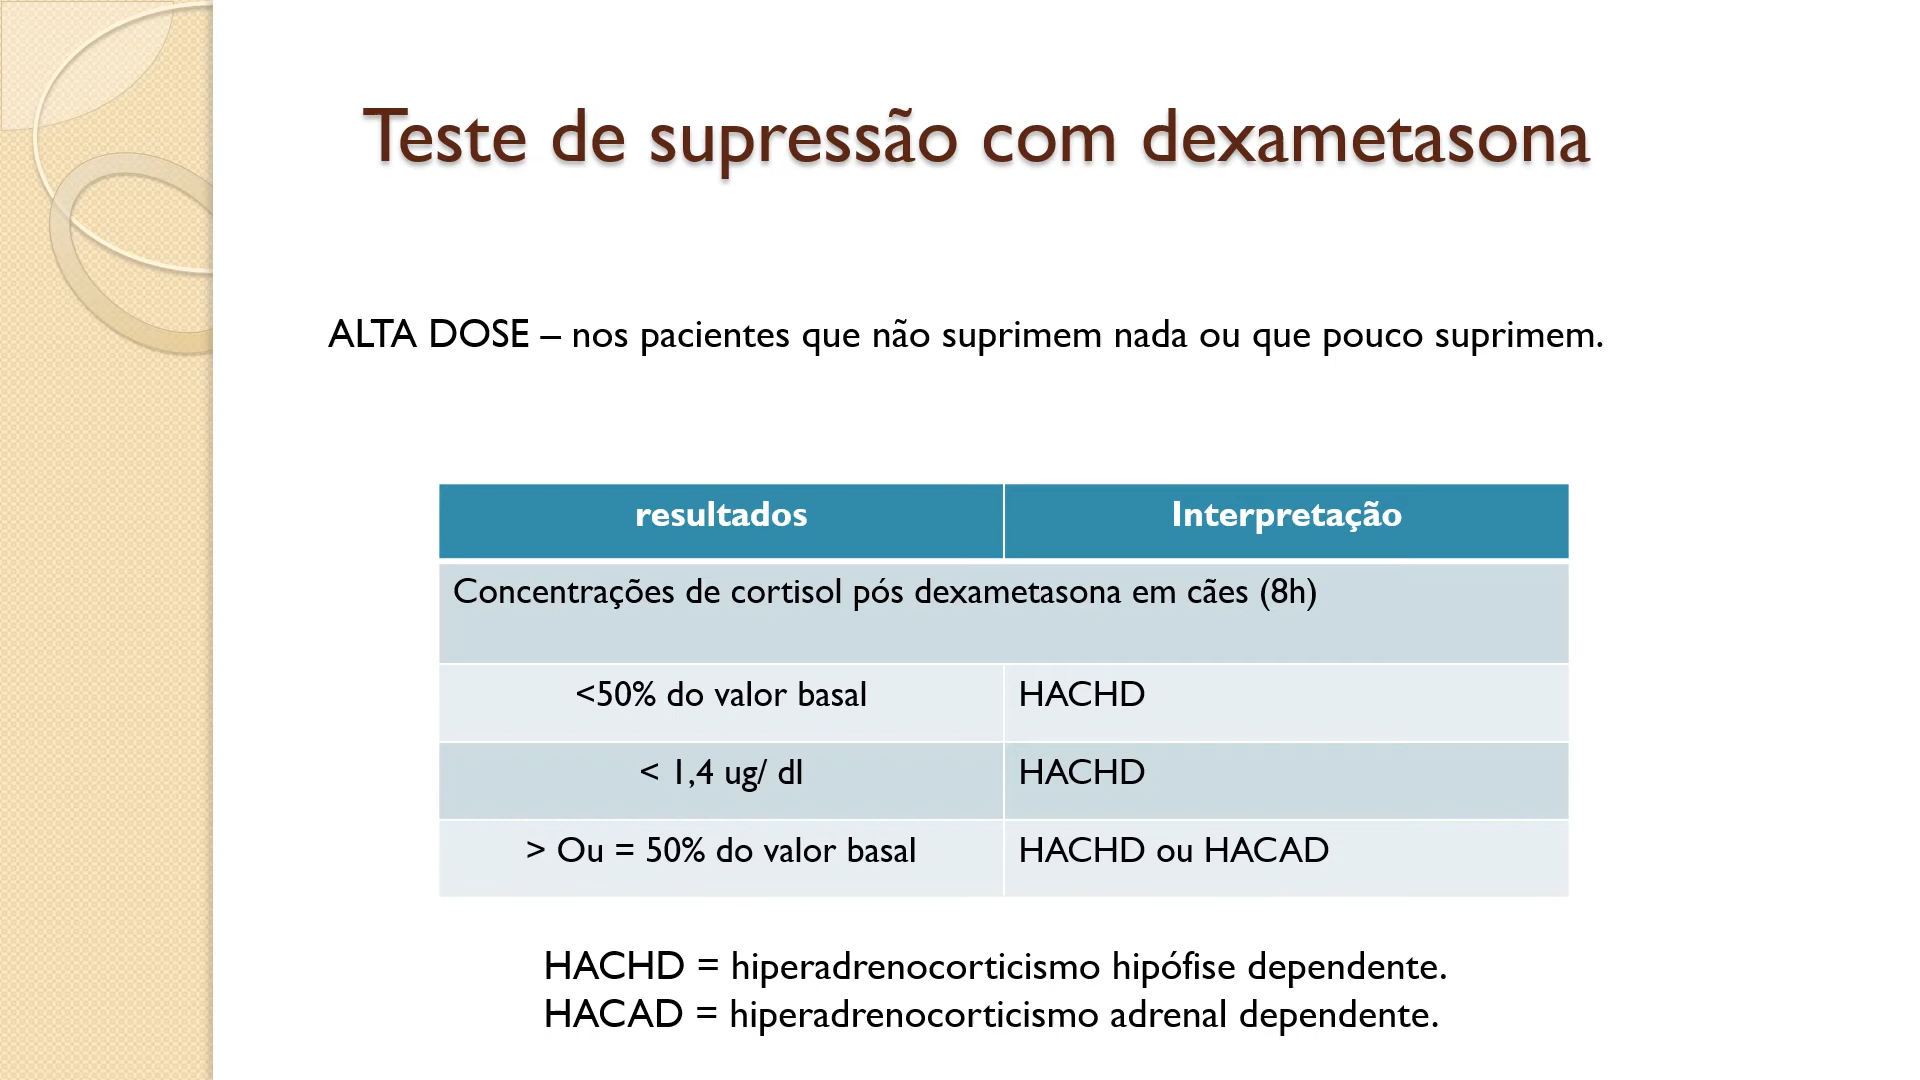 Teste de supressão com dexametasona
ALTA DOSE – nos pacientes que não suprimem nada ou que pouco suprimem.
resultados Interpretação
Concentrações de cortisol pós dexametasona em cães (8h)
<50% do valor basal HACHD
< 1,4 ug/ dl HACHD
> Ou = 50% do valor basal HACHD ou HACAD
HACHD = hiperadrenocorticismo hipófise dependente.
HACAD = hiperadrenocorticismo adrenal dependente.